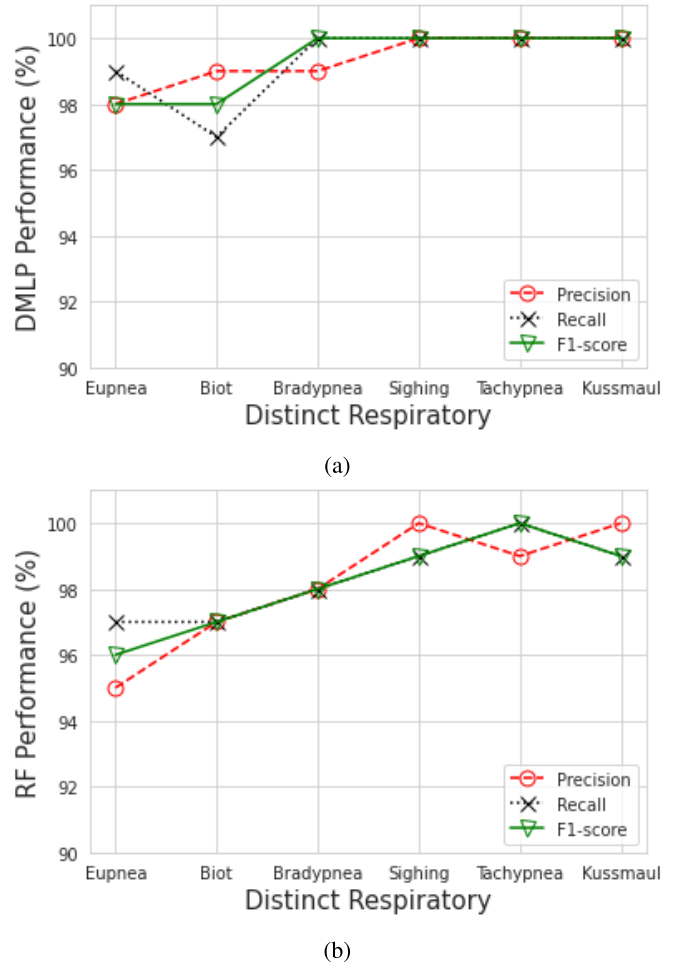 100
98
96
94
92
90
DMLP Performance (%)
Precision
Recall
F1-score
Eupnea Biot Bradypnea Sighing Tachypnea Kussmaul
Distinct Respiratory
(a)
100
98
96
94
92
90
RF Performance (%)
Precision
Recall
F1-score
Eupnea Biot Bradypnea Sighing Tachypnea Kussmaul
Distinct Respiratory
(b)